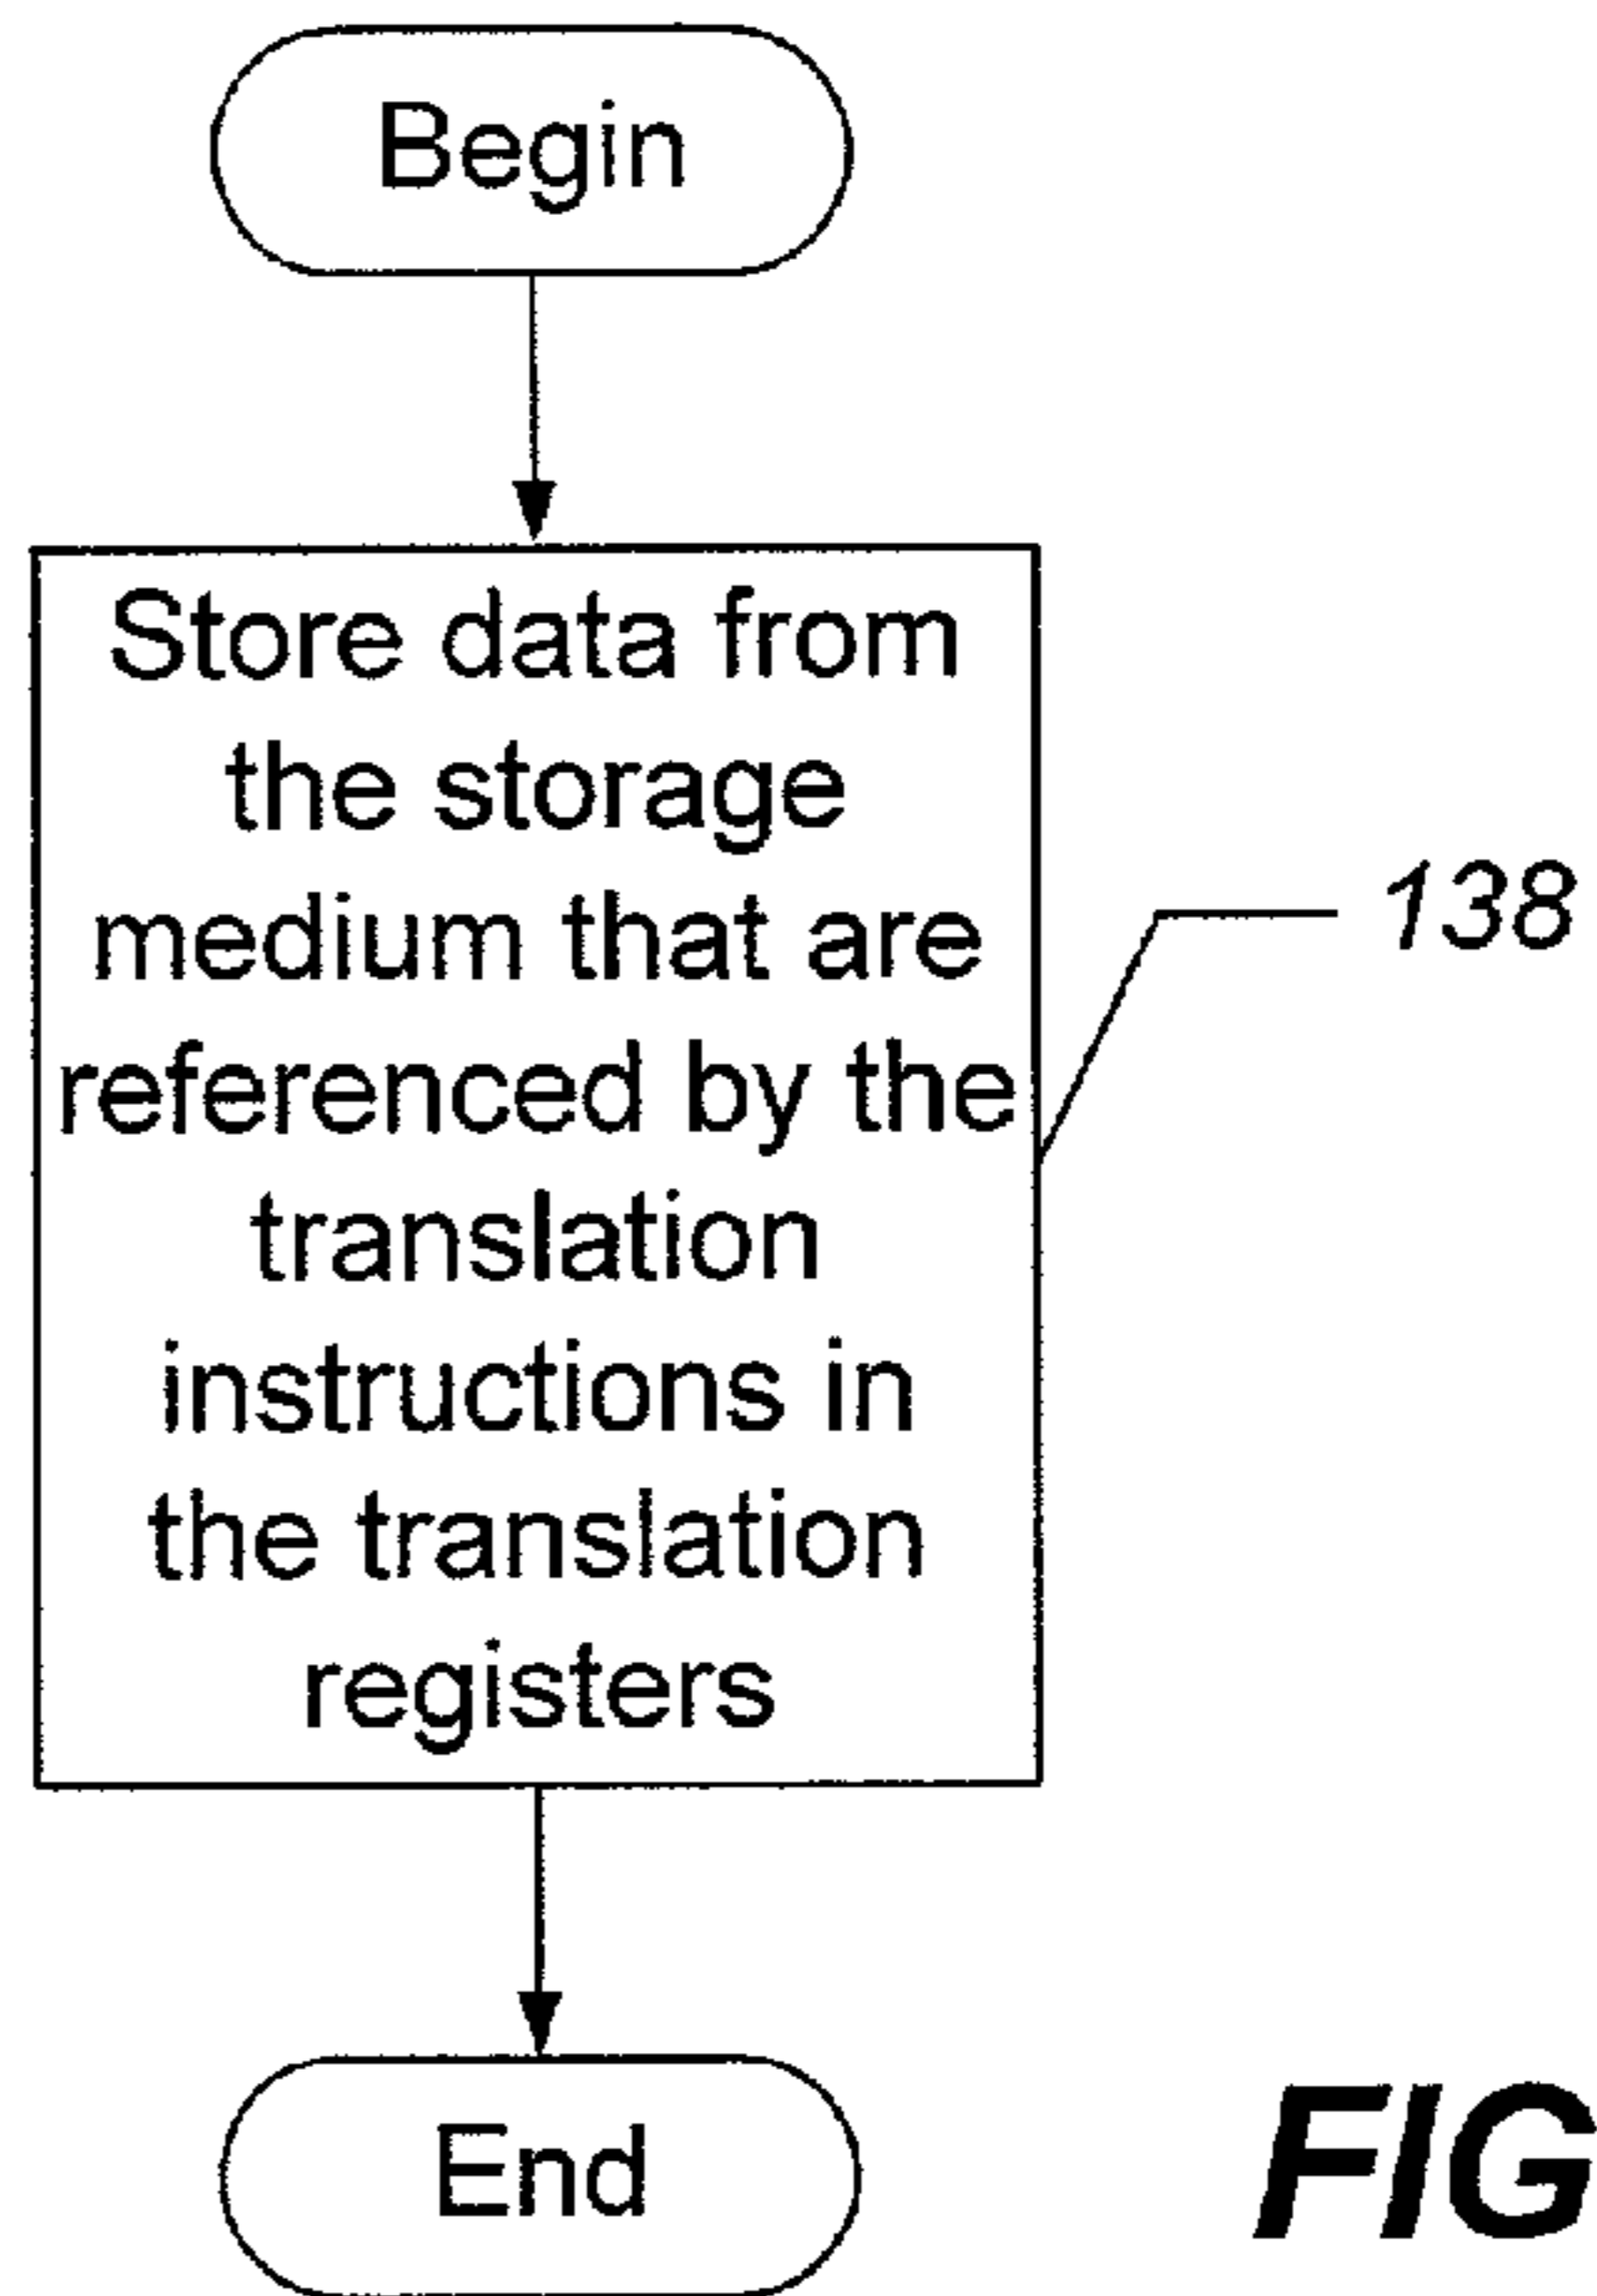 Begin
Store data from
the storage
medium that are
referenced by the
translation
instructions in
the translation
registers
138
End
FIG